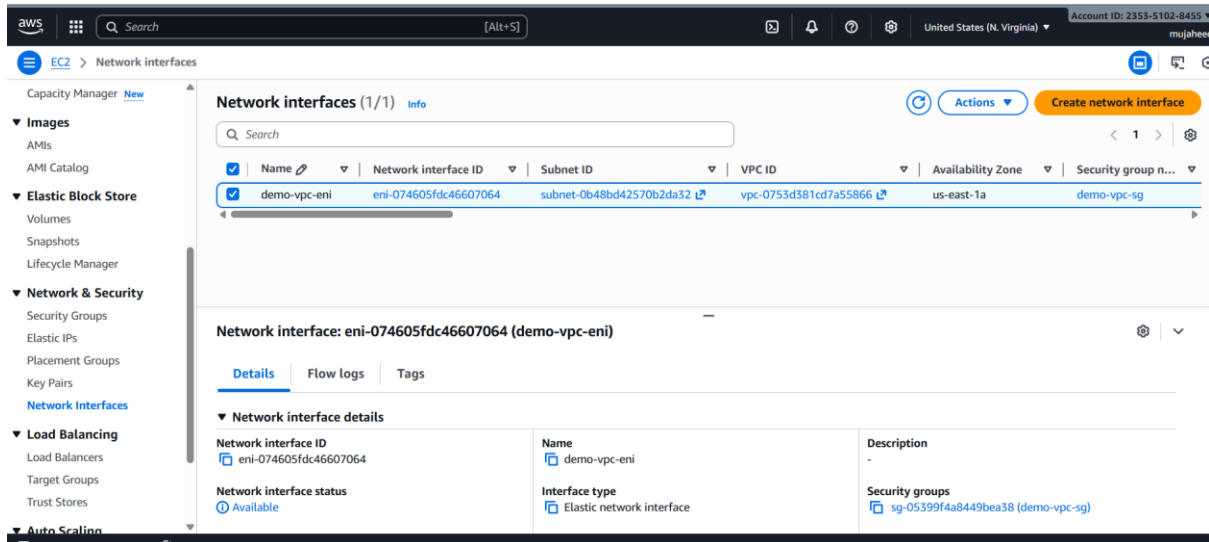 aws Search [Alt+S] United States (N. Virginia) ▼ Account ID: 2353-5102-8455
mujahee
EC2 > Network interfaces
Capacity Manager New
▼ Images
AMIs
AMI Catalog
▼ Elastic Block Store
Volumes
Snapshots
Lifecycle Manager
▼ Network & Security
Security Groups
Elastic IPs
Placement Groups
Key Pairs
Network Interfaces
▼ Load Balancing
Load Balancers
Target Groups
Trust Stores
▼ Auto Scaling
Network interfaces (1/1) Info
Actions ▼ Create network interface
Search
< 1 >
Name Network interface ID Subnet ID VPC ID Availability Zone Security group n...
demo-vpc-eni eni-074605fdc46607064 subnet-0b48bd42570b2da32 vpc-0753d381cd7a55866 us-east-1a demo-vpc-sg
Network interface: eni-074605fdc46607064 (demo-vpc-eni)
Details Flow logs Tags
▼ Network interface details
Network interface ID Name Description
eni-074605fdc46607064 demo-vpc-eni -
Network interface status Interface type Security groups
Available Elastic network interface sg-05399f4a8449bea38 (demo-vpc-sg)